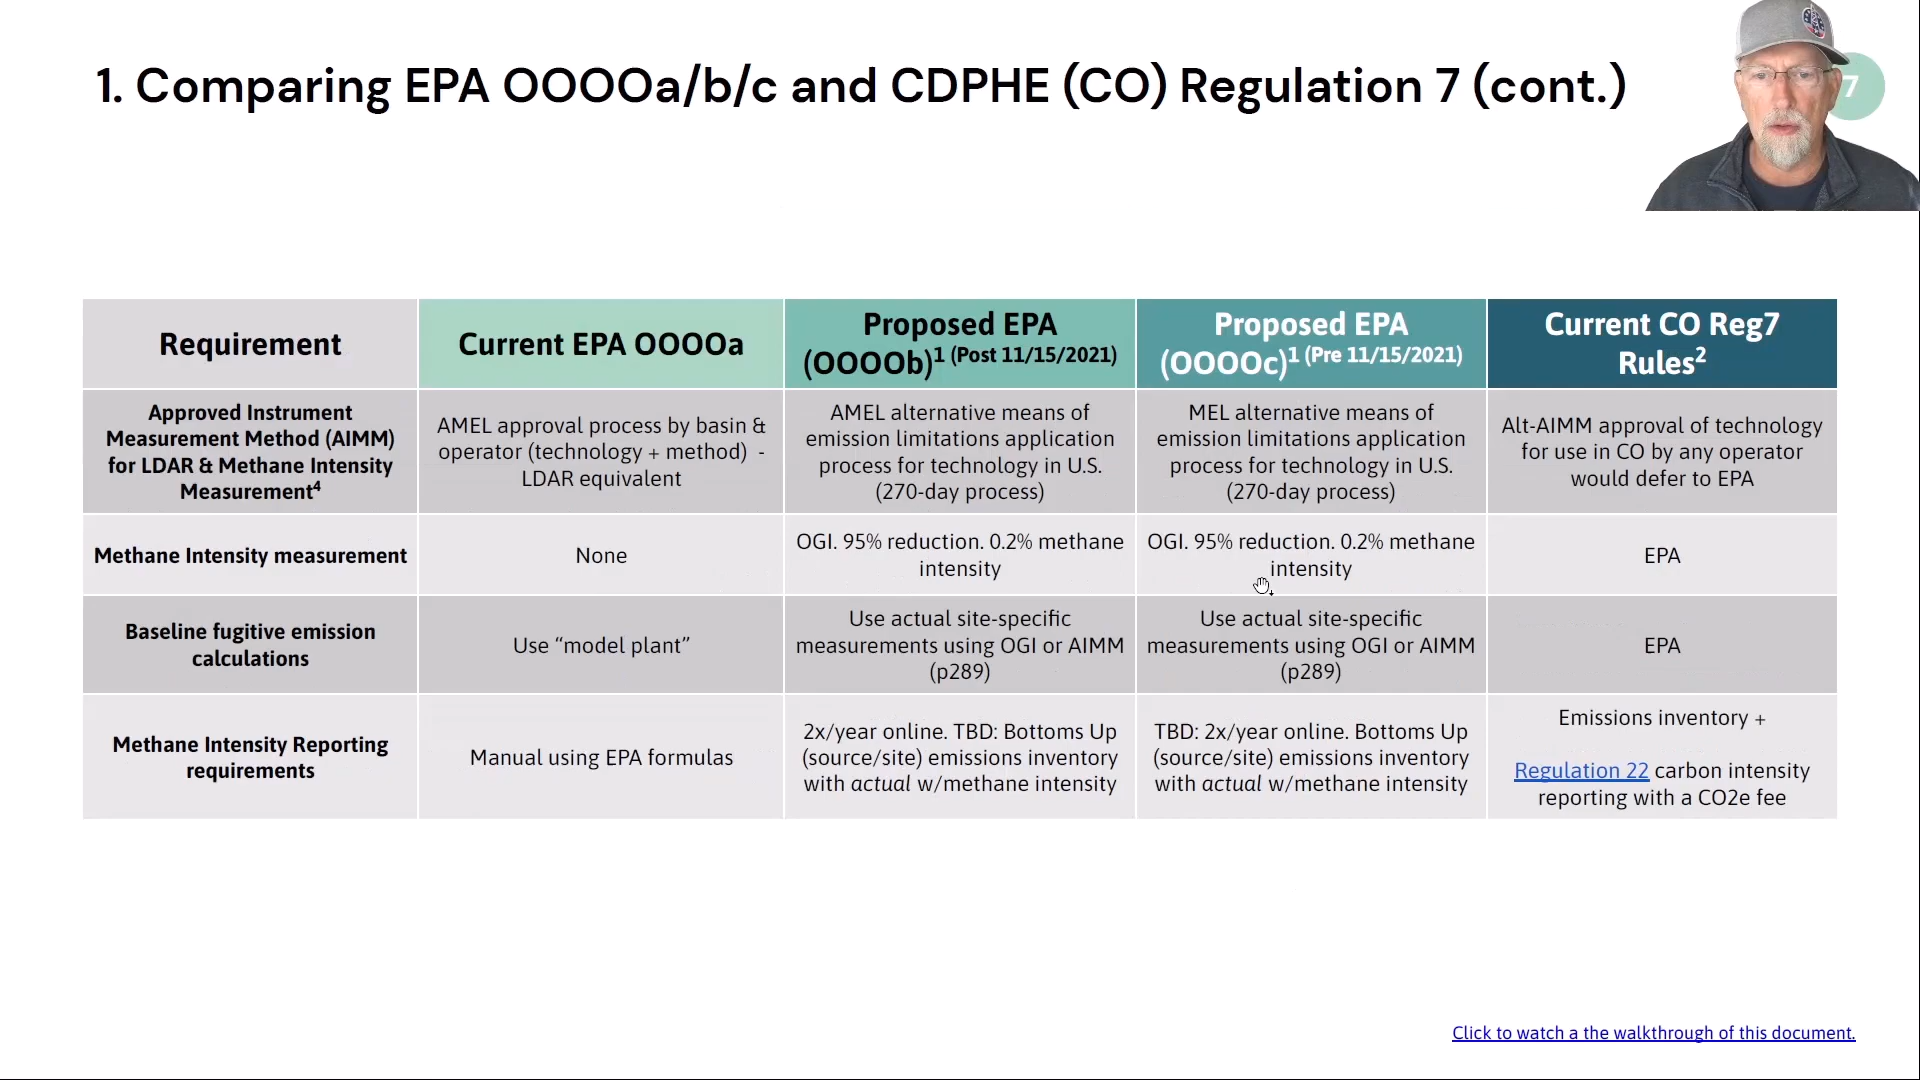 1. Comparing EPA OOOOa/b/c and CDPHE (CO) Regulation 7 (cont.)
7
Requirement
Current EPA OOOOa
Proposed EPA
(OOOOb)1 (Post 11/15/2021)
Proposed EPA
(OOOOc)1 (Pre 11/15/2021)
Current CO Reg7
Rules2
Approved Instrument
Measurement Method (AIMM)
for LDAR & Methane Intensity
Measurement4
AMEL approval process by basin &
operator (technology + method) -
LDAR equivalent
AMEL alternative means of
emission limitations application
process for technology in U.S.
(270-day process)
MEL alternative means of
emission limitations application
process for technology in U.S.
(270-day process)
Alt-AIMM approval of technology
for use in CO by any operator
would defer to EPA
Methane Intensity measurement
None
OGI. 95% reduction. 0.2% methane
intensity
OGI. 95% reduction. 0.2% methane
intensity
EPA
Baseline fugitive emission
calculations
Use “model plant”
Use actual site-specific
measurements using OGI or AIMM
(p289)
Use actual site-specific
measurements using OGI or AIMM
(p289)
EPA
Methane Intensity Reporting
requirements
Manual using EPA formulas
2x/year online. TBD: Bottoms Up
(source/site) emissions inventory
with actual w/methane intensity
TBD: 2x/year online. Bottoms Up
(source/site) emissions inventory
with actual w/methane intensity
Emissions inventory +
Regulation 22 carbon intensity
reporting with a CO2e fee
Click to watch a the walkthrough of this document.